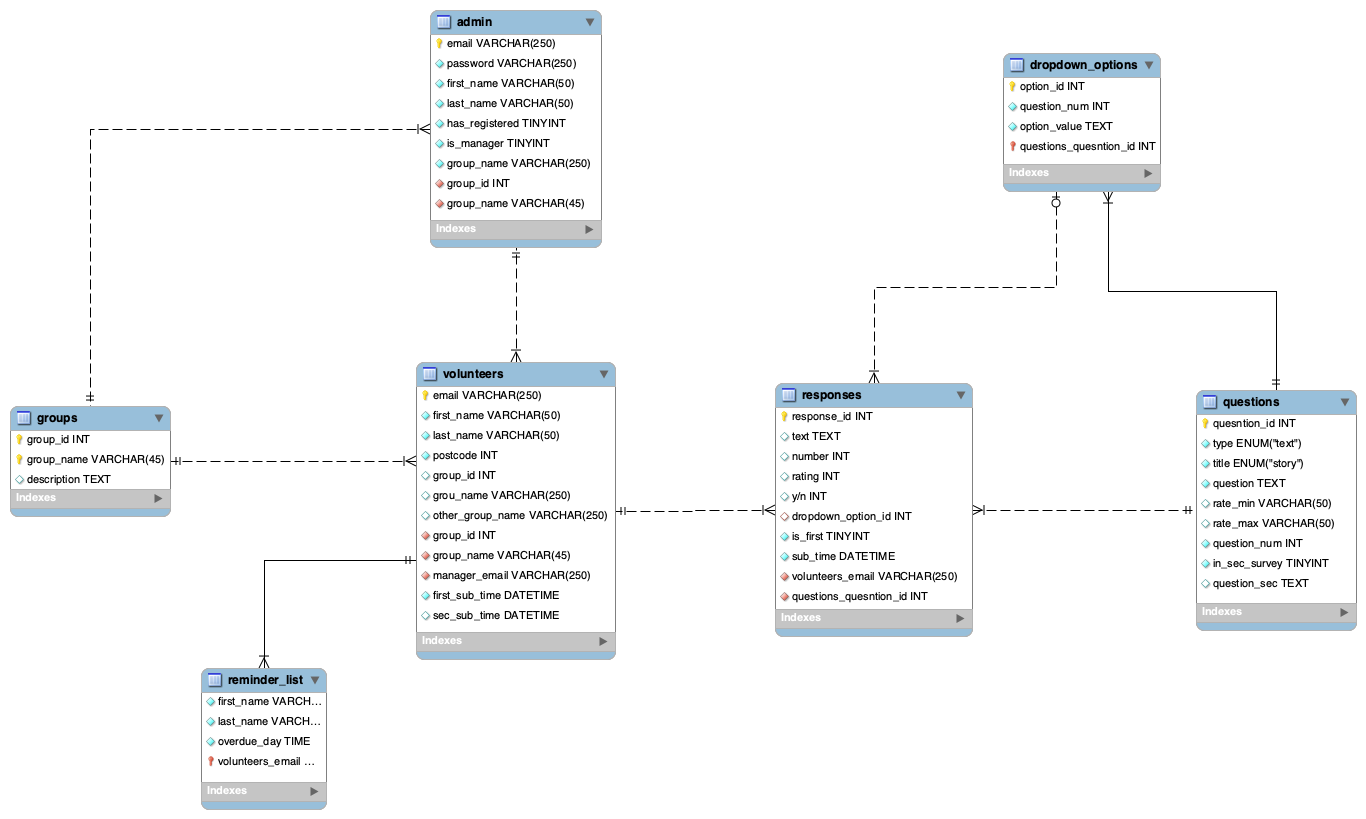 admin
email VARCHAR(250)
password VARCHAR(250)
first_name VARCHAR(50)
last_name VARCHAR(50)
has_registered TINYINT
is_manager TINYINT
group_name VARCHAR(250)
group_id INT
group_name VARCHAR(45)
Indexes
dropdown_options
option_id INT
question_num INT
option_value TEXT
questions_quesntion_id INT
Indexes
groups
group_id INT
group_name VARCHAR(45)
description TEXT
Indexes
volunteers
email VARCHAR(250)
first_name VARCHAR(50)
last_name VARCHAR(50)
postcode INT
group_id INT
grou_name VARCHAR(250)
other_group_name VARCHAR(250)
group_id INT
group_name VARCHAR(45)
manager_email VARCHAR(250)
first_sub_time DATETIME
sec_sub_time DATETIME
Indexes
responses
response_id INT
text TEXT
number INT
rating INT
y/n INT
dropdown_option_id INT
is_first TINYINT
sub_time DATETIME
volunteers_email VARCHAR(250)
questions_quesntion_id INT
Indexes
questions
quesntion_id INT
type ENUM("text")
title ENUM("story")
question TEXT
rate_min VARCHAR(50)
rate_max VARCHAR(50)
question_num INT
in_sec_survey TINYINT
question_sec TEXT
Indexes
reminder_list
first_name VARCH...
last_name VARCH...
overdue_day TIME
volunteers_email ...
Indexes